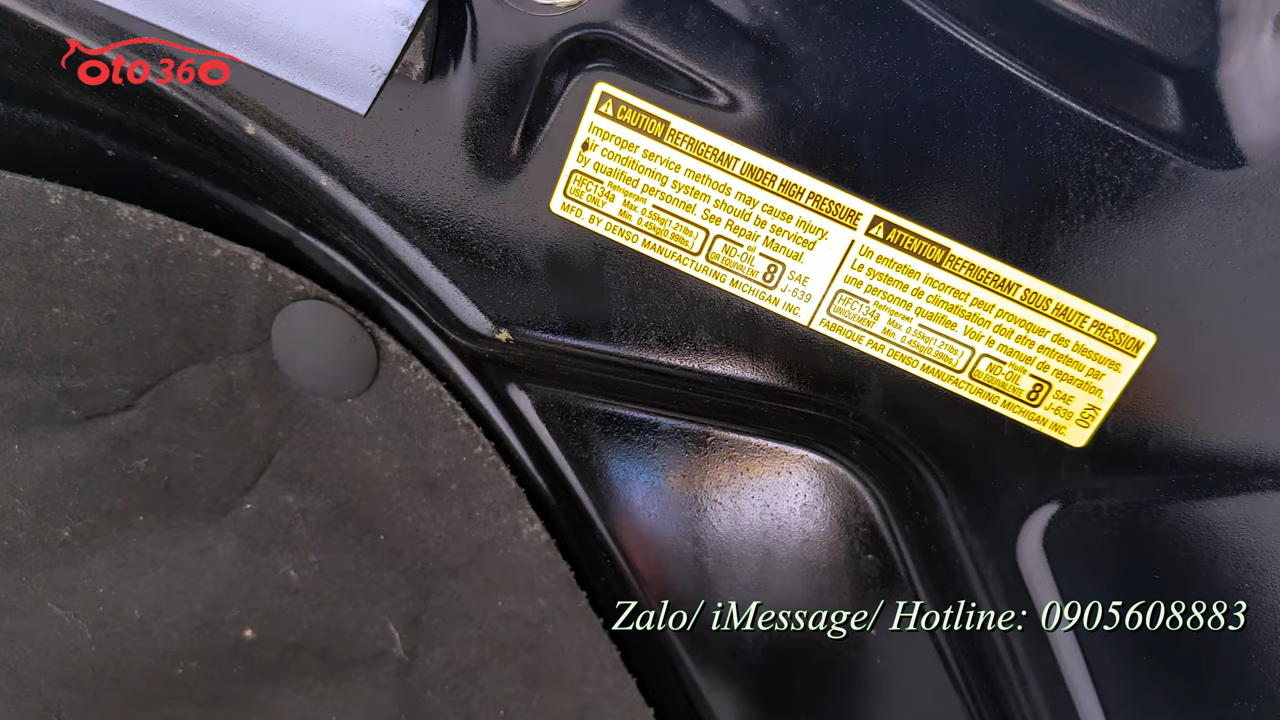 oto360
CAUTION REFRIGERANT UNDER HIGH PRESSURE
Improper service methods may cause injury.
Air conditioning system should be serviced
by qualified personnel. See Repair Manual.
HFC134a
USE ONLY
Refrigerant
Max. 0.55kg(1.21lbs.)
Min. 0.45kg(0.99lbs.)
oil
ND-OIL 8
OR EQUIVALENT
SAE
J-639
MFD. BY DENSO MANUFACTURING MICHIGAN INC.
ATTENTION REFRIGERANT SOUS HAUTE PRESSION
Un entretien incorrect peut provoquer des blessures.
Le systeme de climatisation doit etre entretenu par
une personne qualifiee. Voir le manuel de reparation.
HFC134a
UNIQUEMENT
Refrigerant
Max. 0.55kg(1.21lbs.)
Min. 0.45kg(0.99lbs.)
Huile
ND-OIL 8
OU EQUIVALENTE
SAE
J-639
K50
FABRIQUE PAR DENSO MANUFACTURING MICHIGAN INC.
Zalo/ iMessage/ Hotline: 0905608883